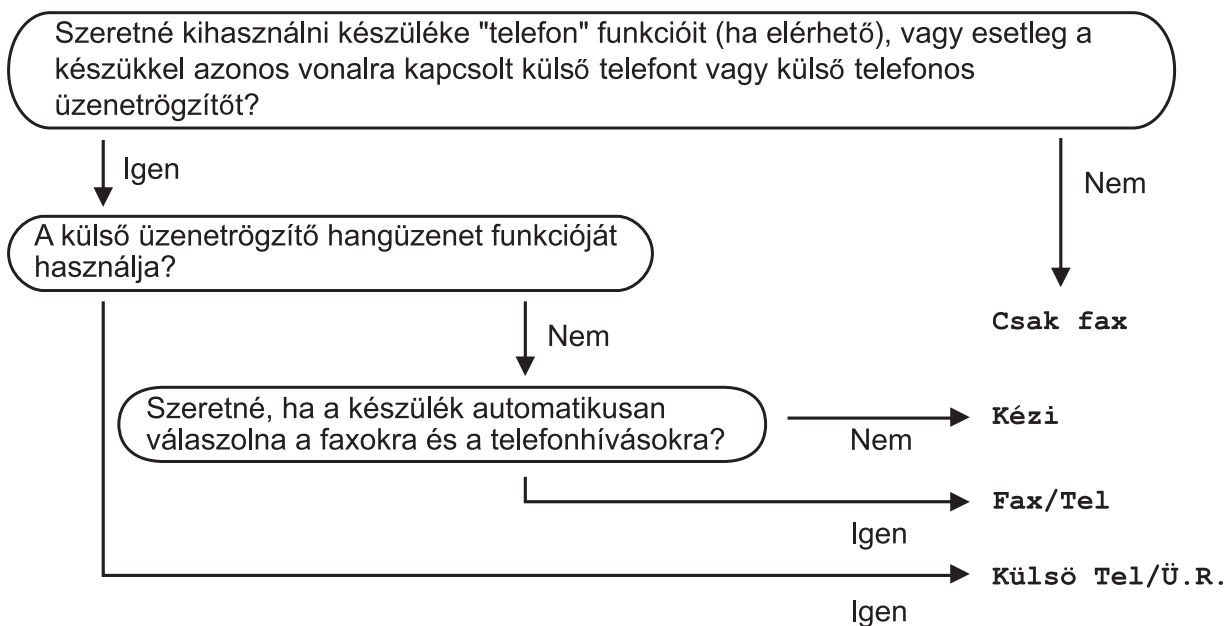 Szeretné kihasználni készüléke "telefon" funkcióit (ha elérhető), vagy esetleg a
készükkel azonos vonalra kapcsolt külső telefont vagy külső telefonos
üzenetrögzítőt?
Igen
Nem
A külső üzenetrögzítő hangüzenet funkcióját
használja?
Csak fax
Nem
Szeretné, ha a készülék automatikusan
válaszolna a faxokra és a telefonhívásokra?
Kézi
Nem
Fax/Tel
Igen
Külsö Tel/Ü.R.
Igen